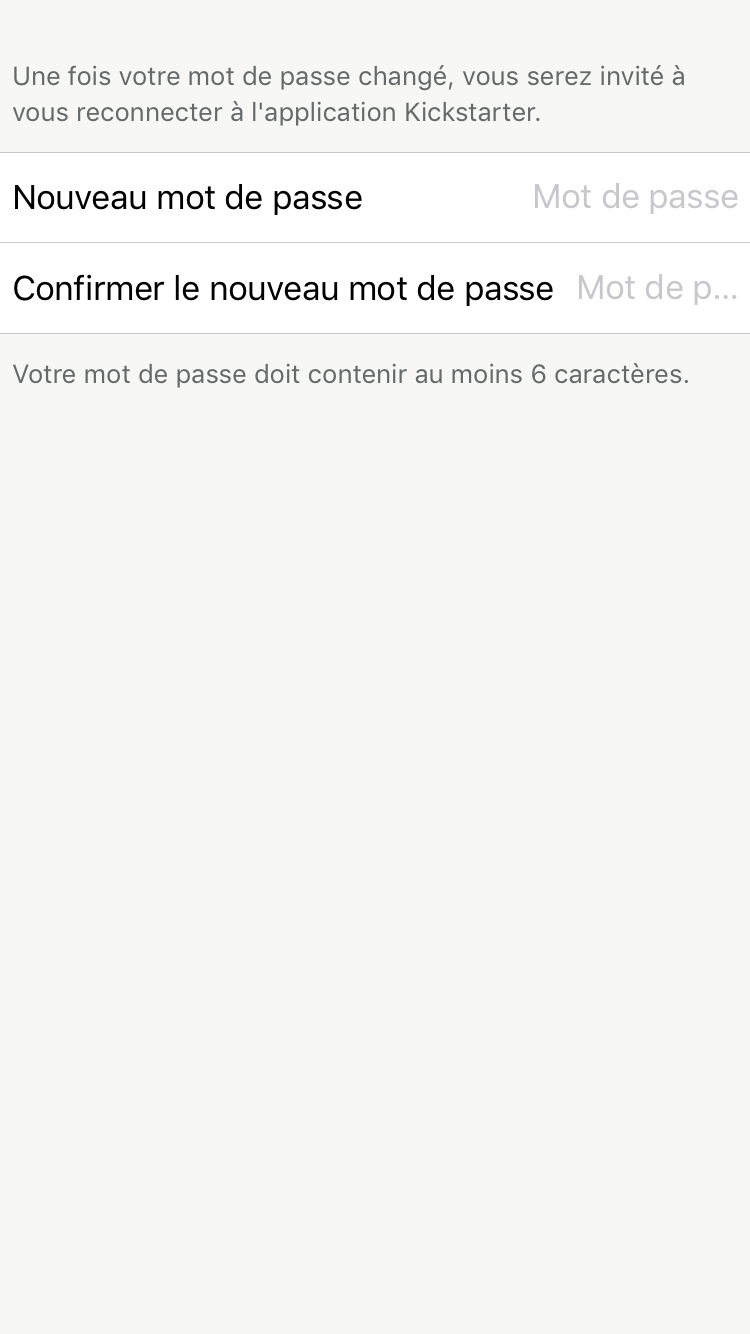 Une fois votre mot de passe changé, vous serez invité à
vous reconnecter à l'application Kickstarter.
Nouveau mot de passe Mot de passe
Confirmer le nouveau mot de passe Mot de p...
Votre mot de passe doit contenir au moins 6 caractères.